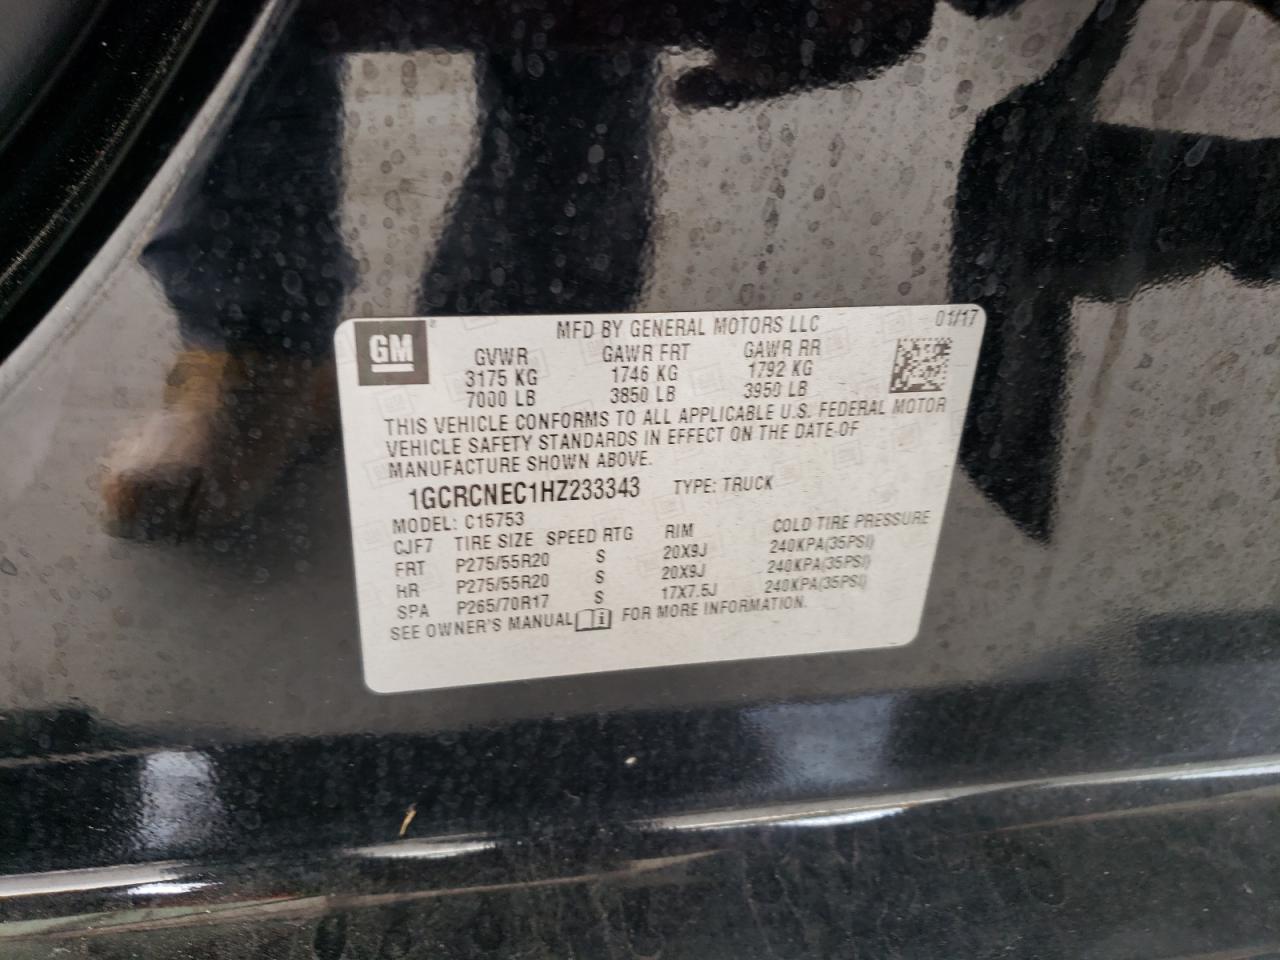 GM
MFD BY GENERAL MOTORS LLC
01/17
GVWR GAWR FRT GAWR RR
3175 KG 1746 KG 1792 KG
7000 LB 3850 LB 3950 LB
THIS VEHICLE CONFORMS TO ALL APPLICABLE U.S. FEDERAL MOTOR
VEHICLE SAFETY STANDARDS IN EFFECT ON THE DATE OF
MANUFACTURE SHOWN ABOVE.
1GCRCNEC1HZ233343 TYPE: TRUCK
MODEL: C15753
CJF7 TIRE SIZE SPEED RTG RIM COLD TIRE PRESSURE
FRT P275/55R20 S 20X9J 240KPA(35PSI)
RR P275/55R20 S 20X9J 240KPA(35PSI)
SPA P265/70R17 S 17X7.5J 240KPA(35PSI)
SEE OWNER'S MANUAL i FOR MORE INFORMATION.